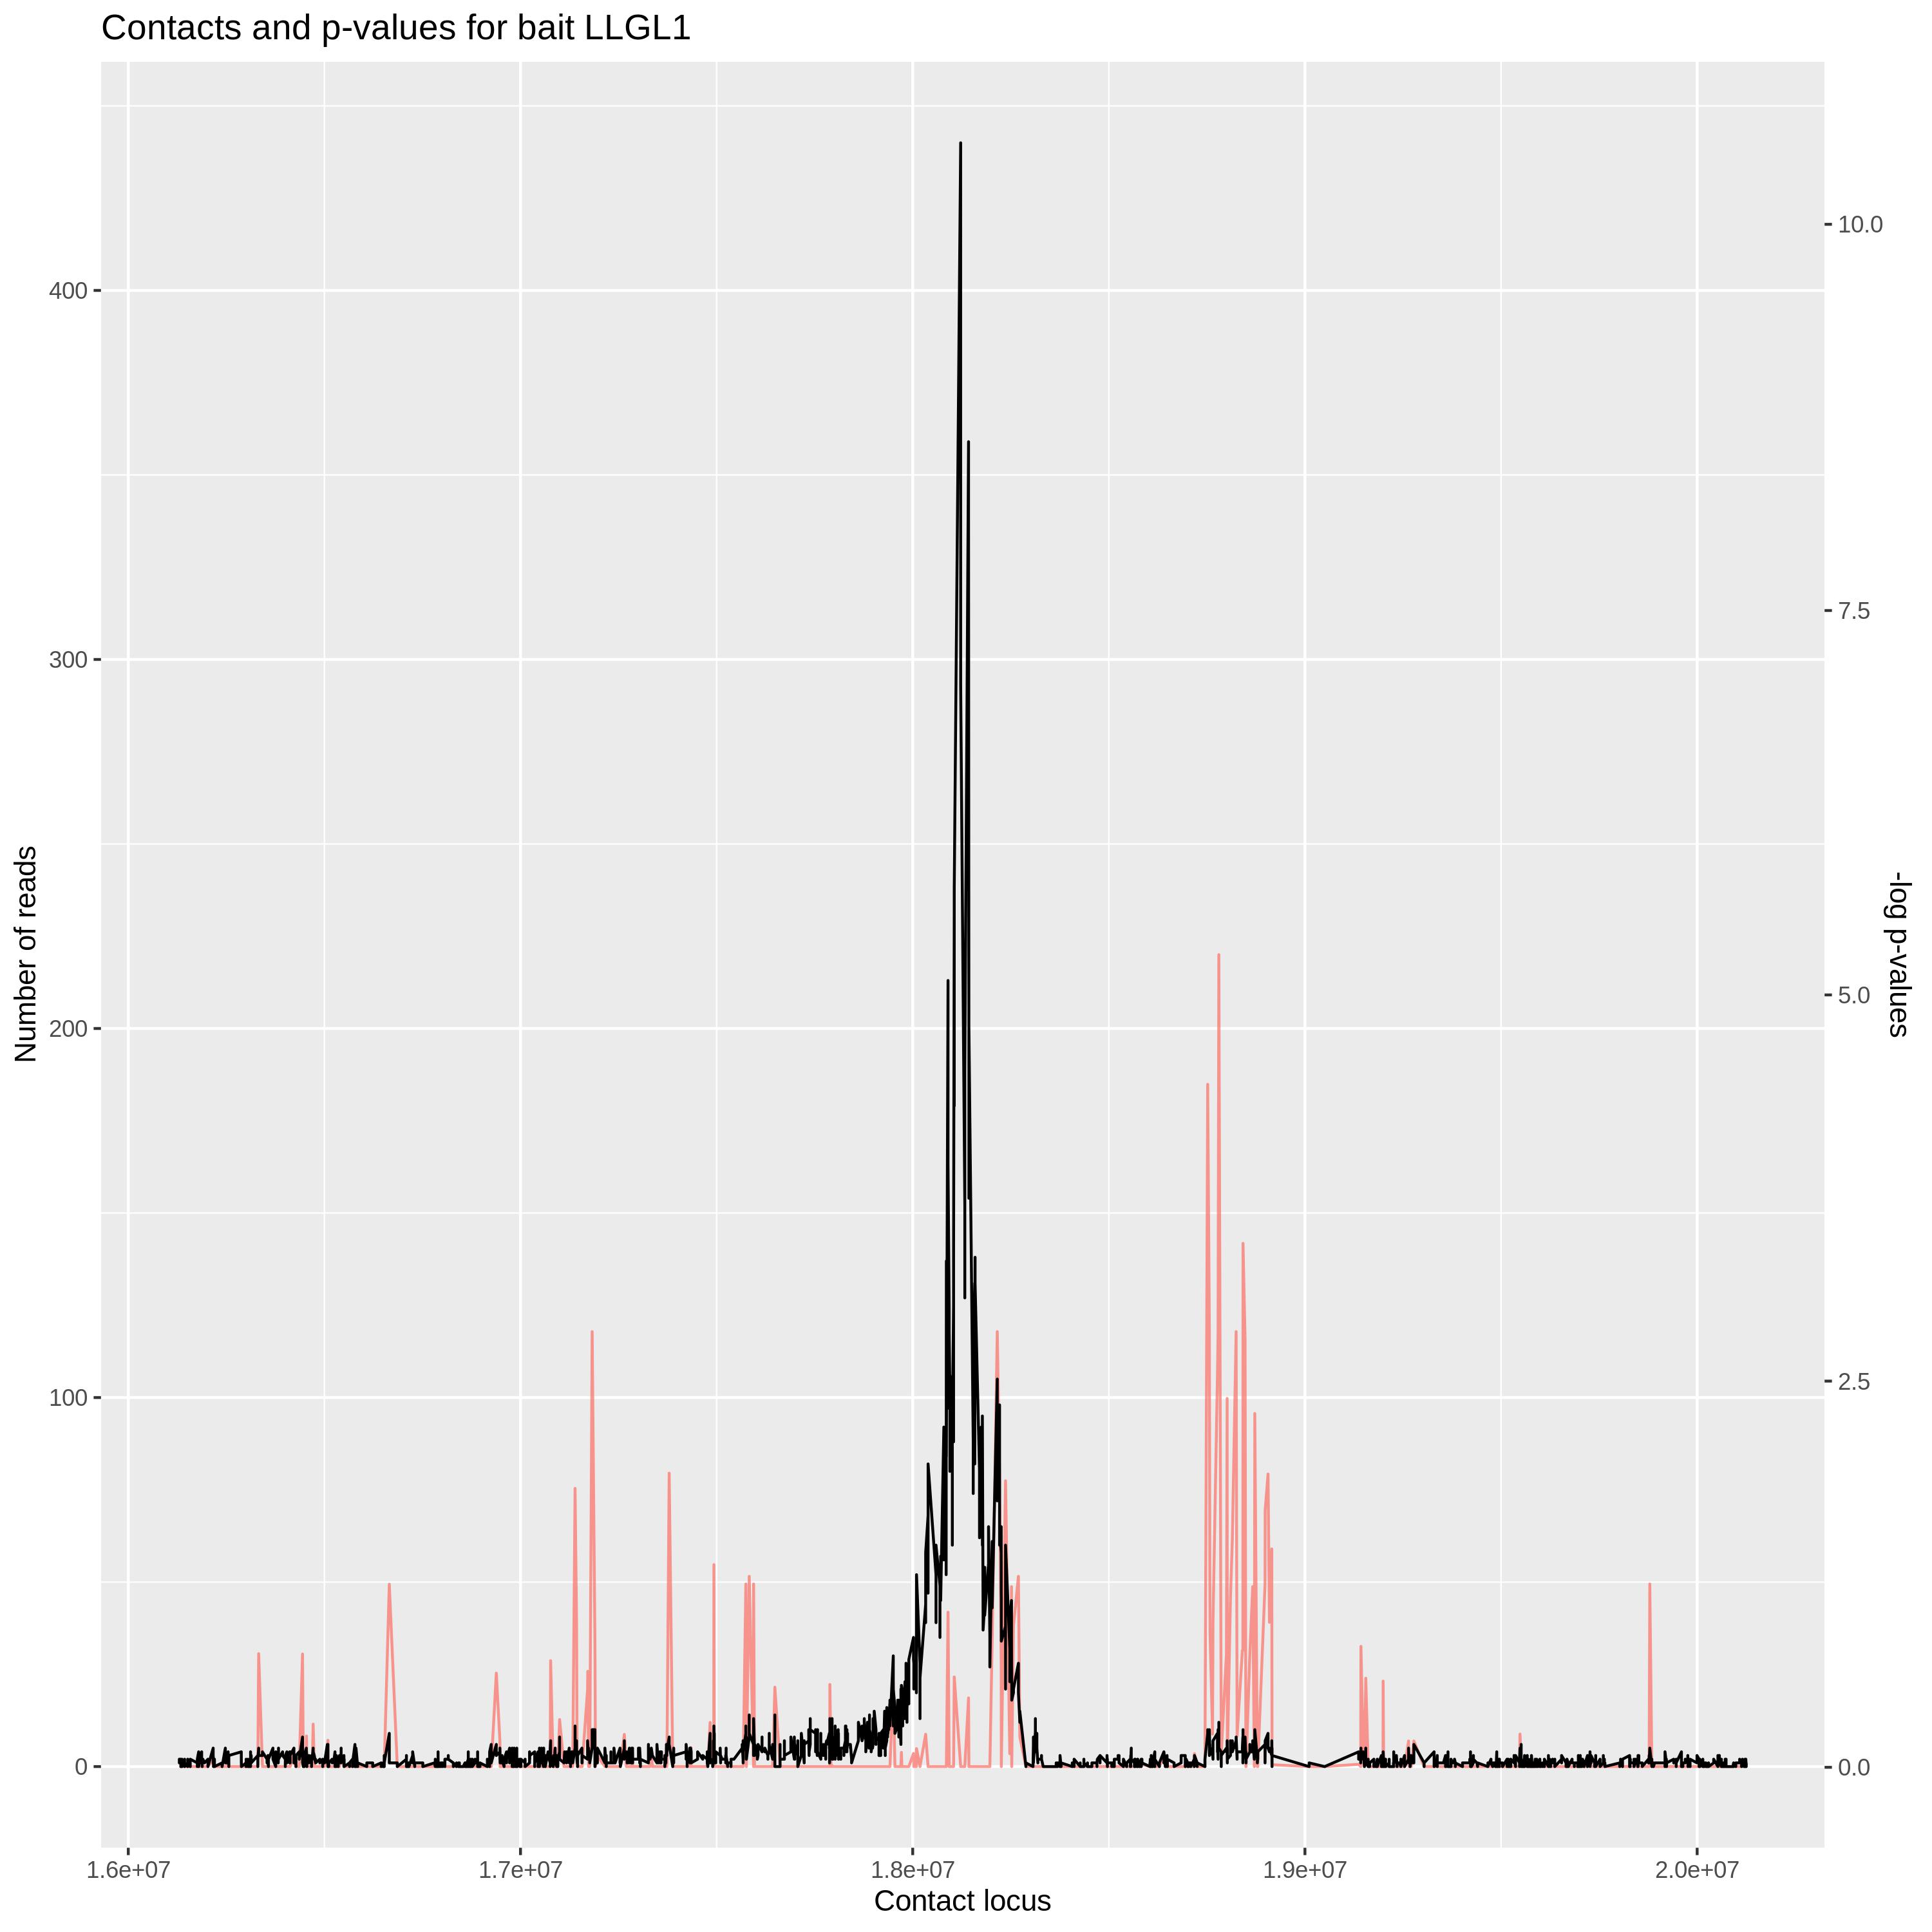 Contacts and p-values for bait LLGL1
Number of reads
400
300
200
100
0
10.0
7.5
5.0
2.5
0.0
-log p-values
1.6e+07
1.7e+07
1.8e+07
1.9e+07
2.0e+07
Contact locus